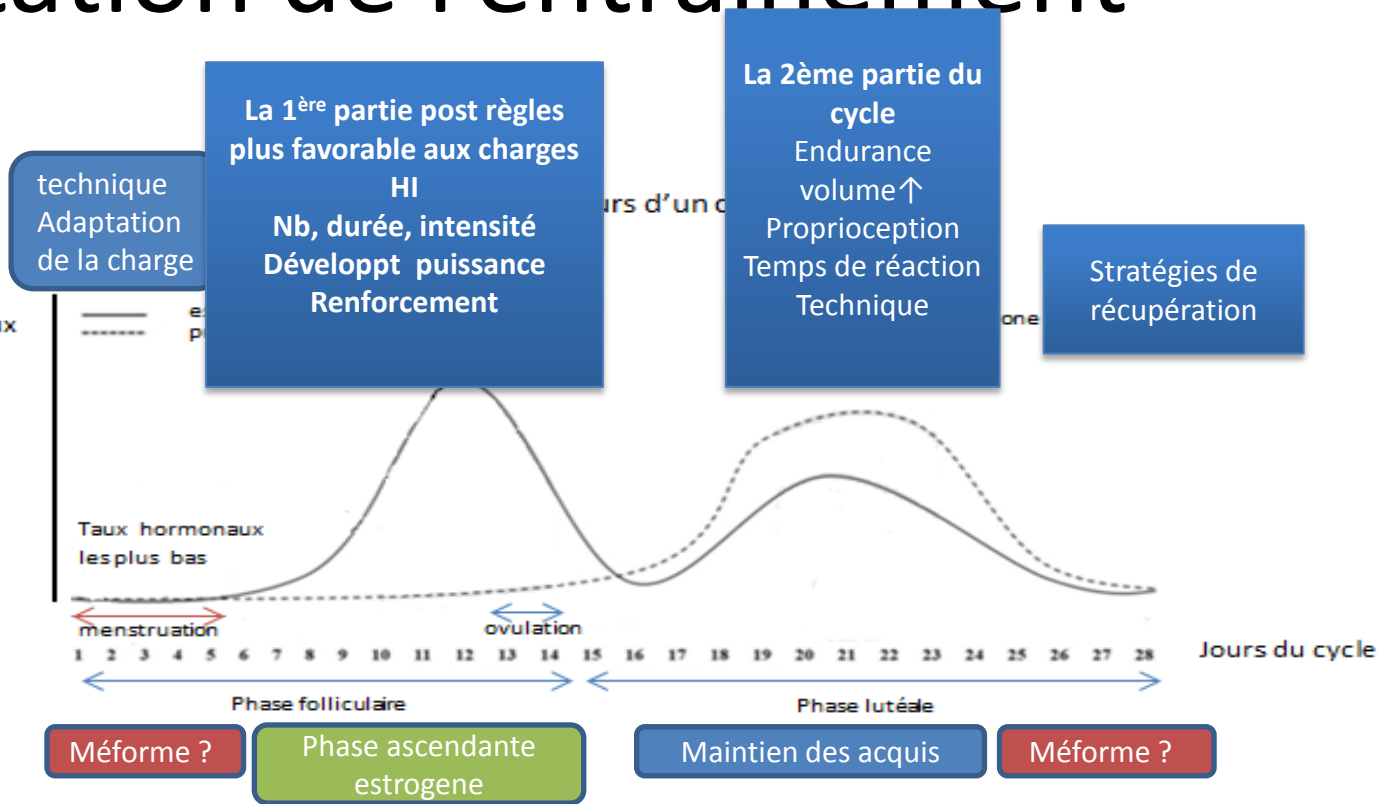 technique
Adaptation
de la charge
La 1ère partie post règles
plus favorable aux charges
HI
Nb, durée, intensité
Développt puissance
Renforcement
La 2ème partie du
cycle
Endurance
volume↑
Proprioception
Temps de réaction
Technique
Stratégies de
récupération
d'un
Taux hormonaux
les plus bas
menstruation
ovulation
1 2 3 4 5 6 7 8 9 10 11 12 13 14 15 16 17 18 19 20 21 22 23 24 25 26 27 28
Jours du cycle
Phase folliculaire
Phase lutéale
Méforme ?
Phase ascendante
estrogene
Maintien des acquis
Méforme ?